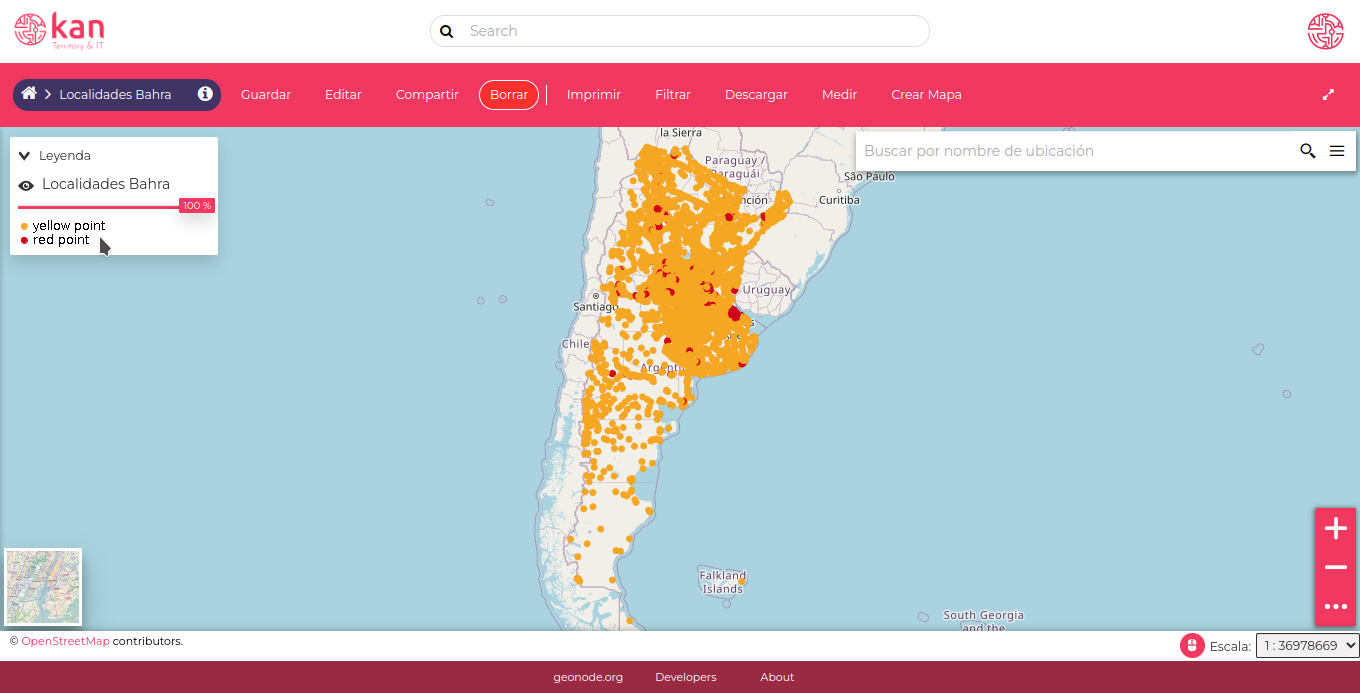 kan
Territory & IT
Search
Localidades Bahra
Guardar
Editar
Compartir
Borrar
Imprimir
Filtrar
Descargar
Medir
Crear Mapa
Leyenda
Localidades Bahra
100 %
yellow point
red point
Buscar por nombre de ubicación
la Sierra
Paraguay /
Paraguái
São Paulo
nción
Curitiba
Uruguay
Santiago
Chile
Argenti
Falkland
Islands
South Georgia
and the
© OpenStreetMap contributors.
Escala:
1 : 36978669
geonode.org
Developers
About